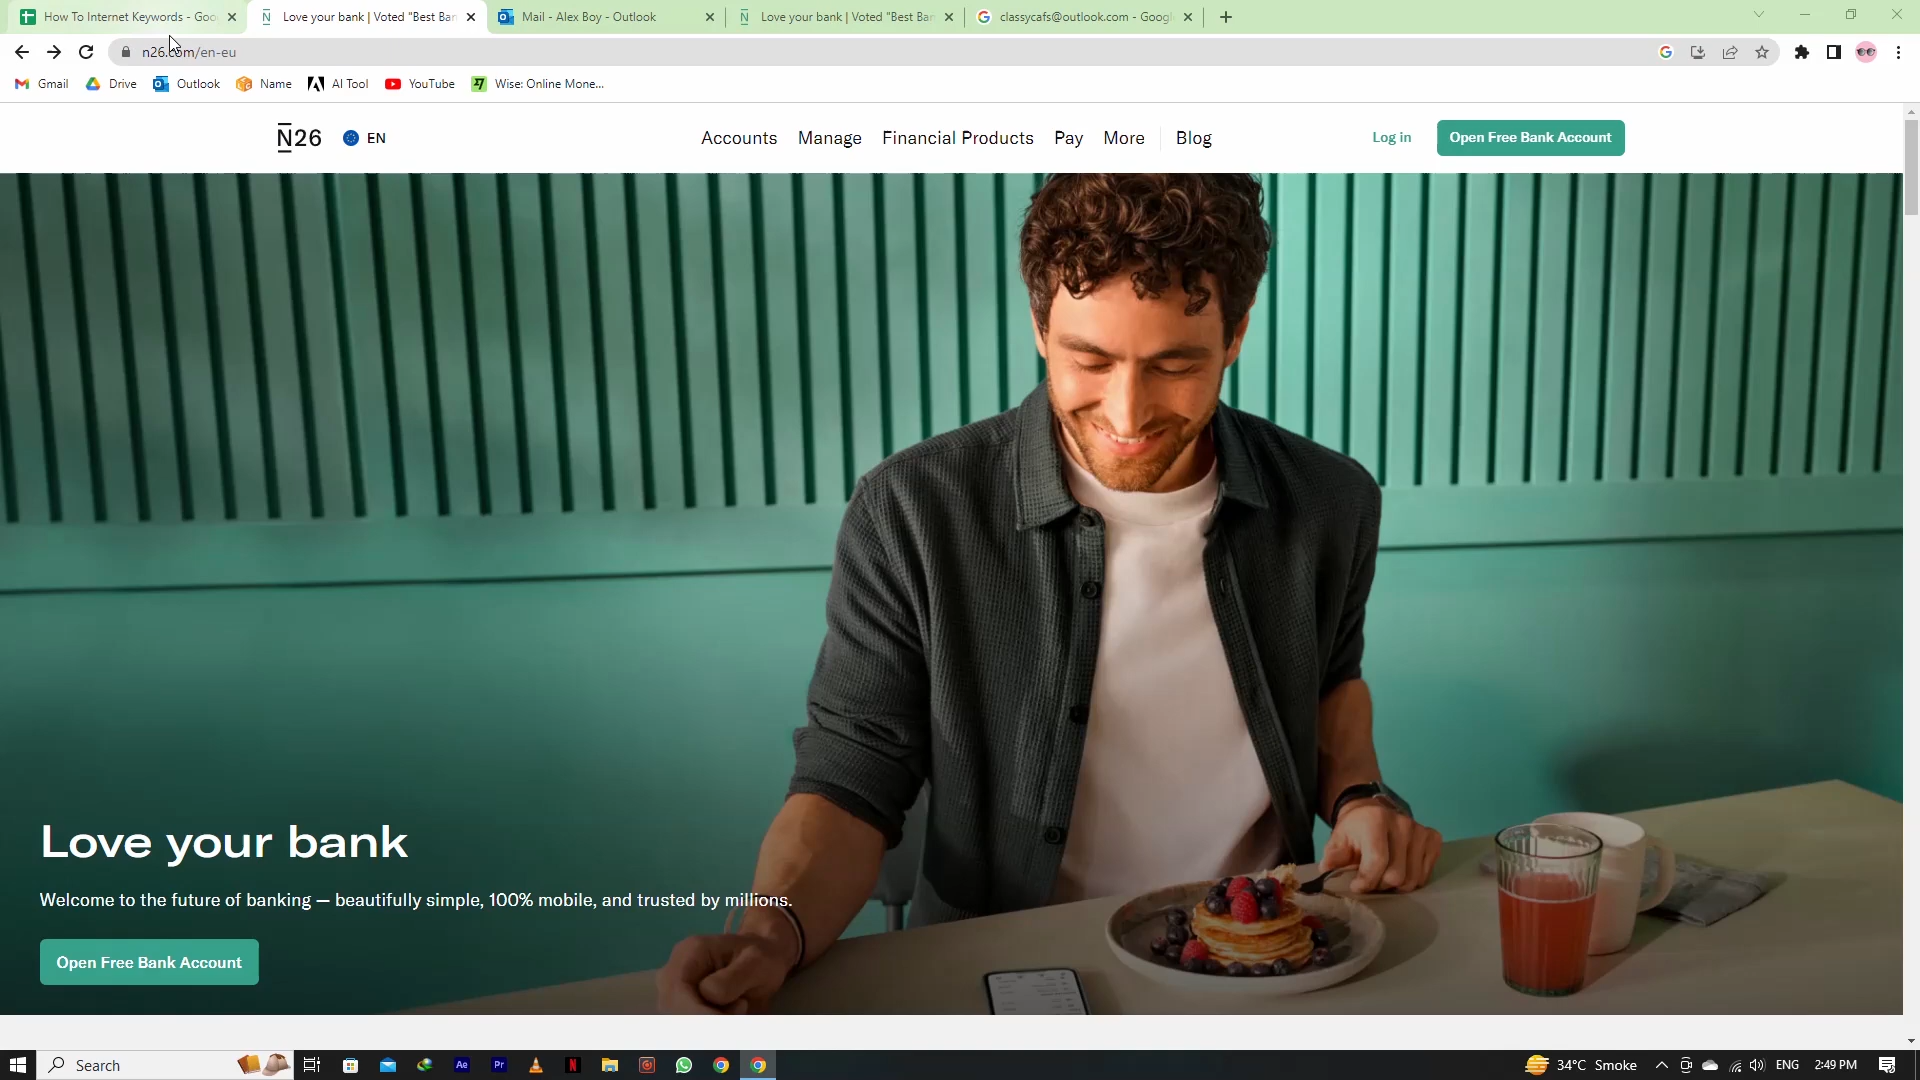 How To Internet Keywords - Goo
Love your bank | Voted "Best Ban
Mail - Alex Boy - Outlook
Love your bank | Voted "Best Ban
classycafs@outlook.com - Googl
n26.com/en-eu
Gmail
Drive
Outlook
Name
AI Tool
YouTube
Wise: Online Mone...
N26
EN
Accounts
Manage
Financial Products
Pay
More
Blog
Log in
Open Free Bank Account
Love your bank
Welcome to the future of banking — beautifully simple, 100% mobile, and trusted by millions.
Open Free Bank Account
Search
Ae
Pr
N
34°C Smoke
ENG
2:49 PM